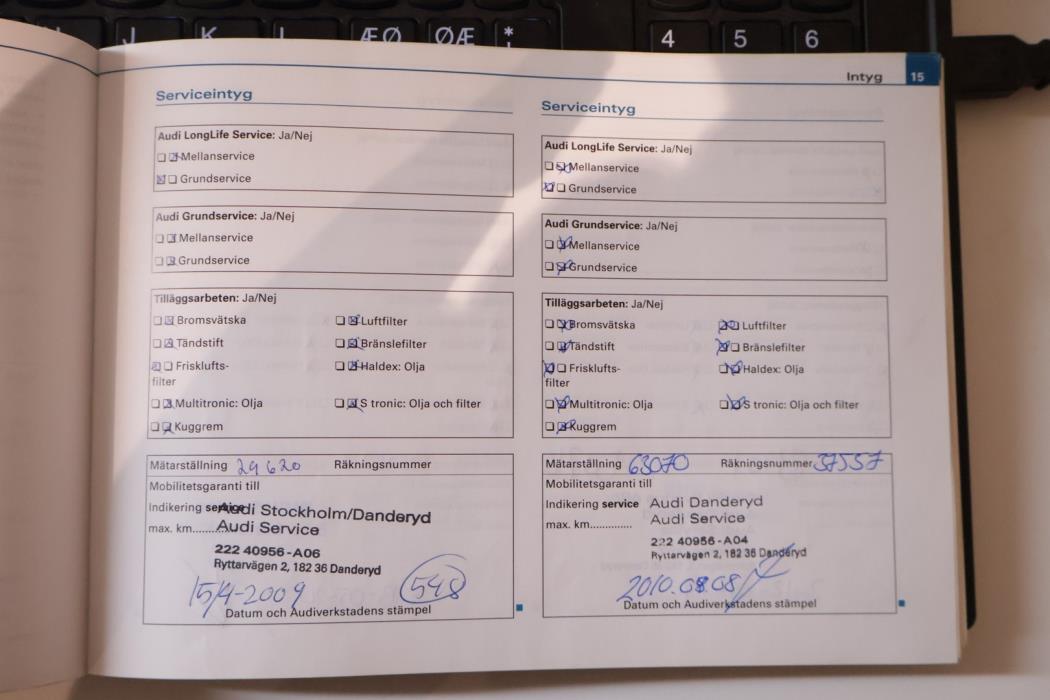 J K L ÆØ ØÆ * '
4 5 6
Intyg 15
Serviceintyg
Audi LongLife Service: Ja/Nej
Mellanservice
Grundservice
Audi Grundservice: Ja/Nej
Mellanservice
Grundservice
Tilläggsarbeten: Ja/Nej
Bromsvätska Luftfilter
Tändstift Bränslefilter
Frisklufts- Haldex: Olja
filter
Multitronic: Olja S tronic: Olja och filter
Kuggrem
Mätarställning 29620 Räkningsnummer
Mobilitetsgaranti till
Indikering service Audi Stockholm/Danderyd
max. km........ Audi Service
222 40956-A06
Ryttarvägen 2, 182 36 Danderyd
15/4-2009 548
Datum och Audiverkstadens stämpel
Serviceintyg
Audi LongLife Service: Ja/Nej
Mellanservice
Grundservice
Audi Grundservice: Ja/Nej
Mellanservice
Grundservice
Tilläggsarbeten: Ja/Nej
Bromsvätska Luftfilter
Tändstift Bränslefilter
Frisklufts- Haldex: Olja
filter
Multitronic: Olja S tronic: Olja och filter
Kuggrem
Mätarställning 63070 Räkningsnummer 37557
Mobilitetsgaranti till
Indikering service Audi Danderyd
max. km............. Audi Service
222 40956-A04
Ryttarvägen 2, 182 36 Danderyd
2010.08.08
Datum och Audiverkstadens stämpel